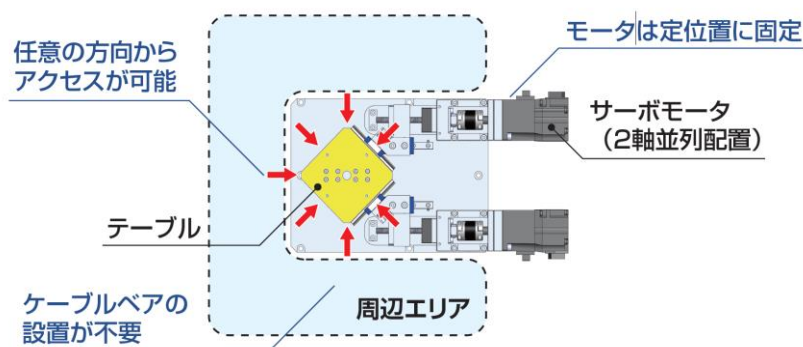 任意の方向から
アクセスが可能
モータは定位置に固定
サーボモータ
（2軸並列配置）
テーブル
ケーブルベアの
設置が不要
周辺エリア